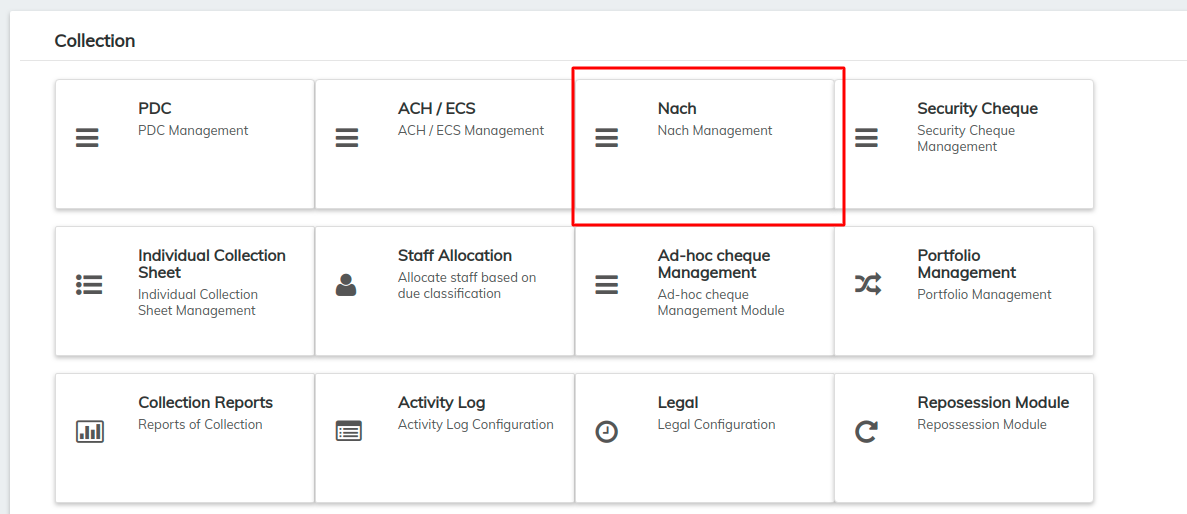 Collection
PDC
PDC Management
ACH / ECS
ACH / ECS Management
Nach
Nach Management
Security Cheque
Security Cheque
Management
Individual Collection
Sheet
Individual Collection
Sheet Management
Staff Allocation
Allocate staff based on
due classification
Ad-hoc cheque
Management
Ad-hoc cheque
Management Module
Portfolio
Management
Portfolio Management
Collection Reports
Reports of Collection
Activity Log
Activity Log Configuration
Legal
Legal Configuration
Reposession Module
Repossession Module